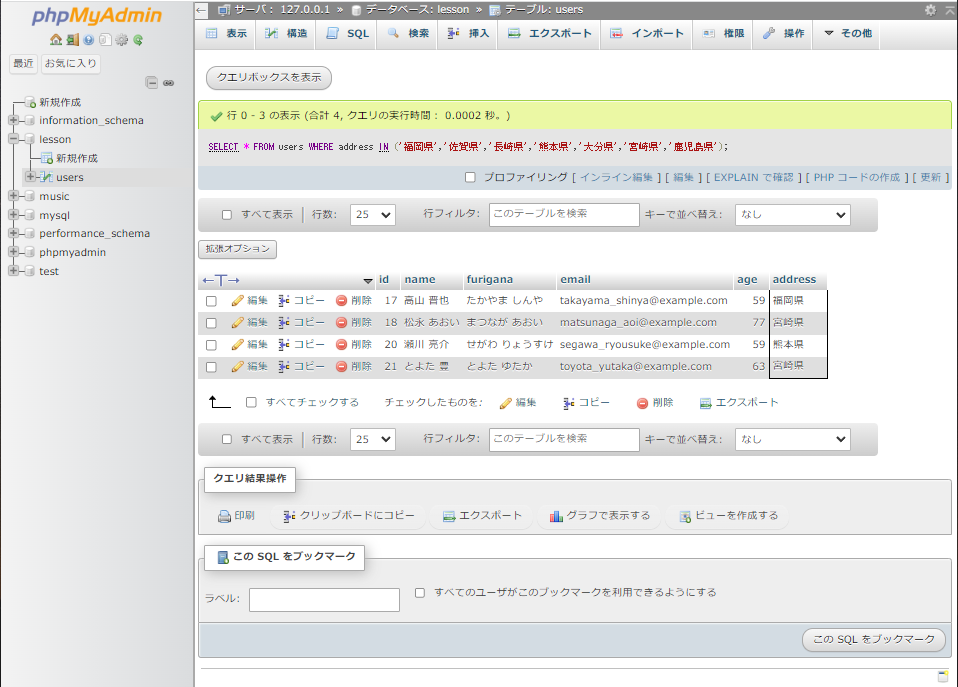 phpMyAdmin
最近 お気に入り
新規作成
information_schema
lesson
新規作成
users
music
mysql
performance_schema
phpmyadmin
test
← サーバ： 127.0.0.1 » データベース: lesson » テーブル: users
表示 構造 SQL 検索 挿入 エクスポート インポート 権限 操作 その他
クエリボックスを表示
行 0 - 3 の表示 (合計 4, クエリの実行時間： 0.0002 秒。)
SELECT * FROM users WHERE address IN ('福岡県','佐賀県','長崎県','熊本県','大分県','宮崎県','鹿児島県');
プロファイリング [ インライン編集 ] [ 編集 ] [ EXPLAIN で確認 ] [ PHP コードの作成 ] [ 更新 ]
すべて表示 行数: 25 行フィルタ: このテーブルを検索 キーで並べ替え: なし
拡張オプション
←T→ id name furigana email age address
編集 コピー 削除 17 高山 晋也 たかやま しんや takayama_shinya@example.com 59 福岡県
編集 コピー 削除 18 松永 あおい まつなが あおい matsunaga_aoi@example.com 77 宮崎県
編集 コピー 削除 20 瀬川 亮介 せがわ りょうすけ segawa_ryousuke@example.com 59 熊本県
編集 コピー 削除 21 とよた 豊 とよた ゆたか toyota_yutaka@example.com 63 宮崎県
すべてチェックする チェックしたものを: 編集 コピー 削除 エクスポート
すべて表示 行数: 25 行フィルタ: このテーブルを検索 キーで並べ替え: なし
クエリ結果操作
印刷 クリップボードにコピー エクスポート グラフで表示する ビューを作成する
この SQL をブックマーク
ラベル: すべてのユーザがこのブックマークを利用できるようにする
この SQL をブックマーク